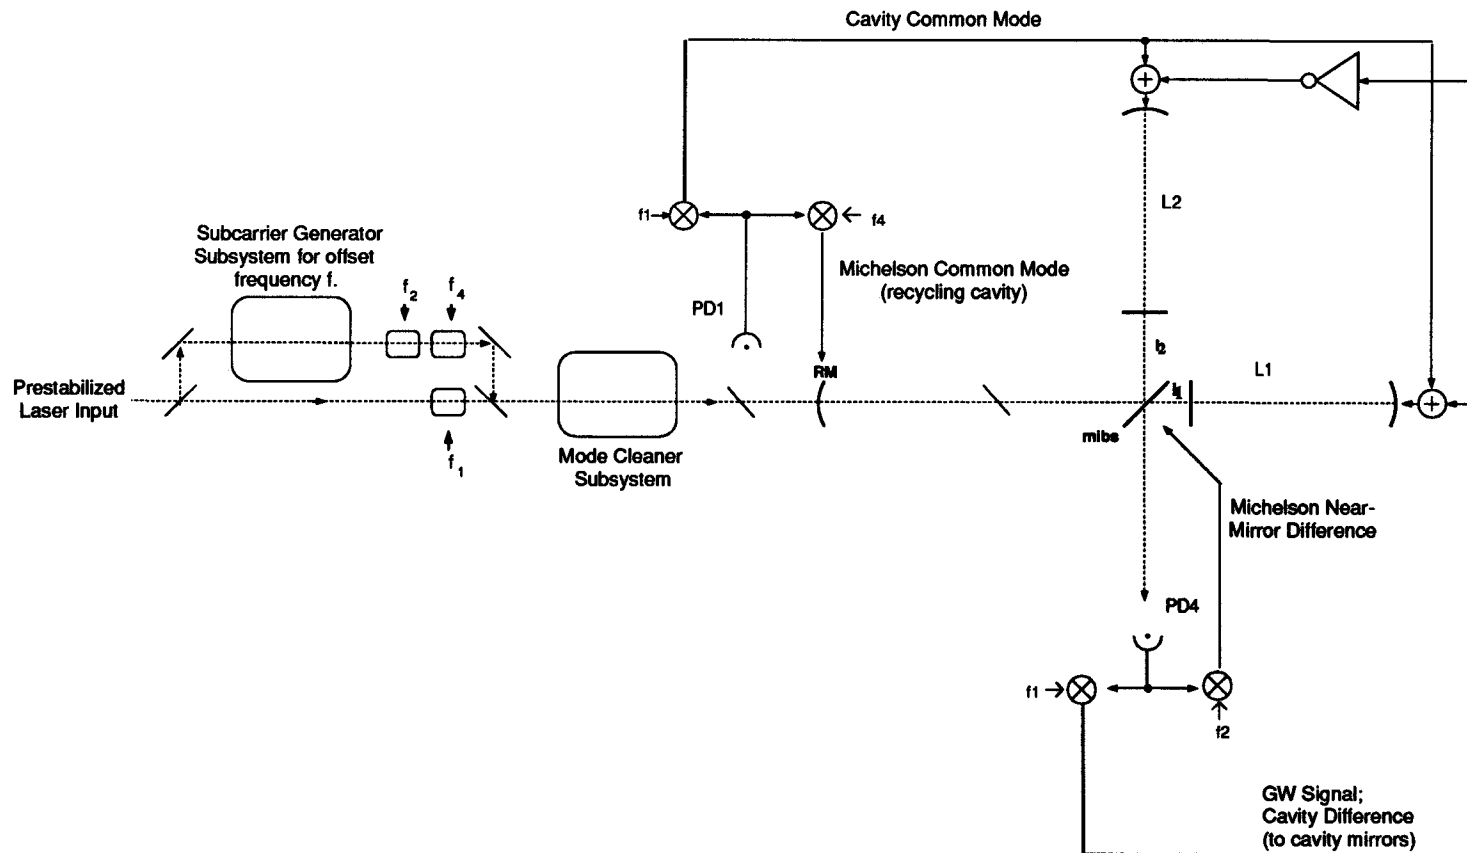 Cavity Common Mode
L2
f1
f4
Subcarrier Generator
Subsystem for offset
frequency f.
f2
f4
Michelson Common Mode
(recycling cavity)
PD1
RM
l2
L1
l1
Prestabilized
Laser Input
mibs
f1
Mode Cleaner
Subsystem
Michelson Near-
Mirror Difference
PD4
f1
f2
GW Signal;
Cavity Difference
(to cavity mirrors)